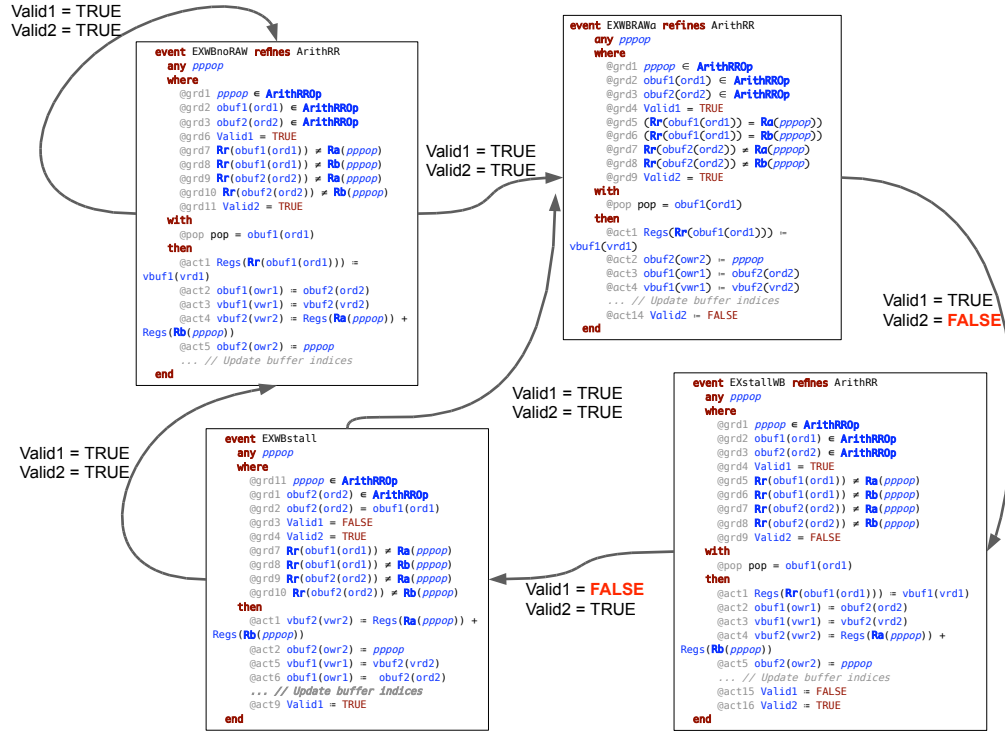 Valid1 = TRUE
Valid2 = TRUE
event EXWBnoRAW refines ArithRR
any pppop
where
@grd1 pppop ∈ ArithRROp
@grd2 obuf1(ord1) ∈ ArithRROp
@grd3 obuf2(ord2) ∈ ArithRROp
@grd6 Valid1 = TRUE
@grd7 Rr(obuf1(ord1)) ≠ Ra(pppop)
@grd8 Rr(obuf1(ord1)) ≠ Rb(pppop)
@grd9 Rr(obuf2(ord2)) ≠ Ra(pppop)
@grd10 Rr(obuf2(ord2)) ≠ Rb(pppop)
@grd11 Valid2 = TRUE
with
@pop pop = obuf1(ord1)
then
@act1 Regs(Rr(obuf1(ord1))) ≔
vbuf1(vrd1)
@act2 obuf1(owr1) ≔ obuf2(ord2)
@act3 vbuf1(vwr1) ≔ vbuf2(vrd2)
@act4 vbuf2(vwr2) ≔ Regs(Ra(pppop)) +
Regs(Rb(pppop))
@act5 obuf2(owr2) ≔ pppop
... // Update buffer indices
end
Valid1 = TRUE
Valid2 = TRUE
event EXWBRAWa refines ArithRR
any pppop
where
@grd1 pppop ∈ ArithRROp
@grd2 obuf1(ord1) ∈ ArithRROp
@grd3 obuf2(ord2) ∈ ArithRROp
@grd4 Valid1 = TRUE
@grd5 (Rr(obuf1(ord1)) = Ra(pppop))
@grd6 (Rr(obuf1(ord1)) = Rb(pppop))
@grd7 Rr(obuf2(ord2)) ≠ Ra(pppop)
@grd8 Rr(obuf2(ord2)) ≠ Rb(pppop)
@grd9 Valid2 = TRUE
with
@pop pop = obuf1(ord1)
then
@act1 Regs(Rr(obuf1(ord1))) ≔
vbuf1(vrd1)
@act2 obuf2(owr2) ≔ pppop
@act3 obuf1(owr1) ≔ obuf2(ord2)
@act4 vbuf1(vwr1) ≔ vbuf2(vrd2)
... // Update buffer indices
@act14 Valid2 ≔ FALSE
end
Valid1 = TRUE
Valid2 = FALSE
event EXstallWB refines ArithRR
any pppop
where
@grd1 pppop ∈ ArithRROp
@grd2 obuf1(ord1) ∈ ArithRROp
@grd3 obuf2(ord2) ∈ ArithRROp
@grd4 Valid1 = TRUE
@grd5 Rr(obuf1(ord1)) ≠ Ra(pppop)
@grd6 Rr(obuf1(ord1)) ≠ Rb(pppop)
@grd7 Rr(obuf2(ord2)) ≠ Ra(pppop)
@grd8 Rr(obuf2(ord2)) ≠ Rb(pppop)
@grd9 Valid2 = FALSE
with
@pop pop = obuf1(ord1)
then
@act1 Regs(Rr(obuf1(ord1))) ≔ vbuf1(vrd1)
@act2 obuf1(owr1) ≔ obuf2(ord2)
@act3 vbuf1(vwr1) ≔ vbuf2(vrd2)
@act4 vbuf2(vwr2) ≔ Regs(Ra(pppop)) +
Regs(Rb(pppop))
@act5 obuf2(owr2) ≔ pppop
... // Update buffer indices
@act15 Valid1 ≔ FALSE
@act16 Valid2 ≔ TRUE
end
Valid1 = FALSE
Valid2 = TRUE
Valid1 = TRUE
Valid2 = TRUE
event EXWBstall
any pppop
where
@grd11 pppop ∈ ArithRROp
@grd1 obuf2(ord2) ∈ ArithRROp
@grd2 obuf2(ord2) = obuf1(ord1)
@grd3 Valid1 = FALSE
@grd4 Valid2 = TRUE
@grd7 Rr(obuf1(ord1)) ≠ Ra(pppop)
@grd8 Rr(obuf1(ord1)) ≠ Rb(pppop)
@grd9 Rr(obuf2(ord2)) ≠ Ra(pppop)
@grd10 Rr(obuf2(ord2)) ≠ Rb(pppop)
then
@act1 vbuf2(vwr2) ≔ Regs(Ra(pppop)) +
Regs(Rb(pppop))
@act2 obuf2(owr2) ≔ pppop
@act5 vbuf1(vwr1) ≔ vbuf2(vrd2)
@act6 obuf1(owr1) ≔ obuf2(ord2)
... // Update buffer indices
@act9 Valid1 ≔ TRUE
end
Valid1 = TRUE
Valid2 = TRUE